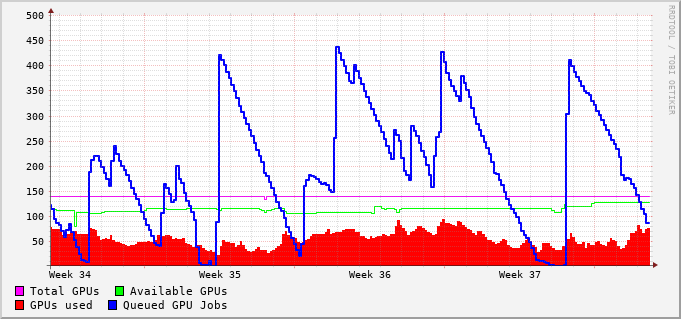 500
450
400
350
300
250
200
150
100
50
Week 34 Week 35 Week 36 Week 37
Total GPUs Available GPUs
GPUs used Queued GPU Jobs
RRDTOOL / TOBI OETIKER